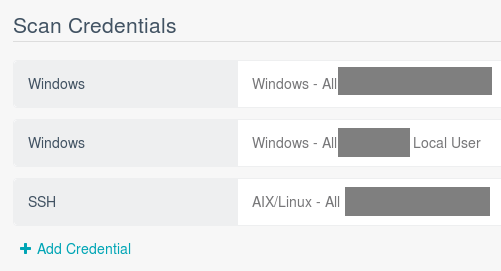 Scan Credentials
Windows Windows - All
Windows Windows - All Local User
SSH AIX/Linux - All
+ Add Credential